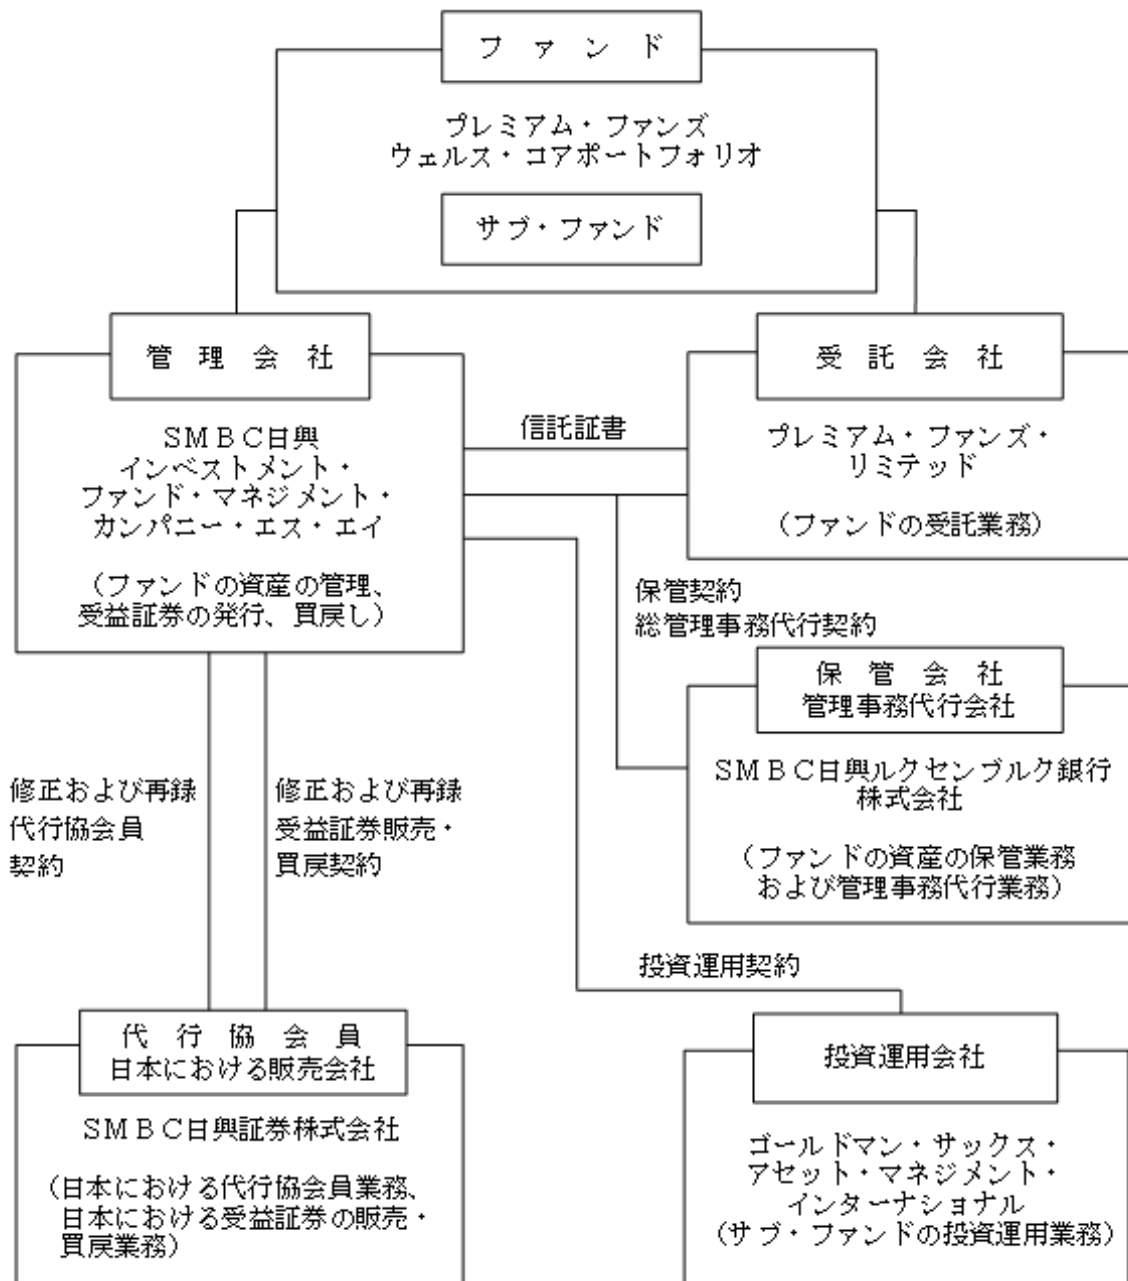 ファンド
プレミアム・ファンズ
ウェルス・コアポートフォリオ
サブ・ファンド
管理会社
SMBC日興
インベストメント・
ファンド・マネジメント・
カンパニー・エス・エイ
(ファンドの資産の管理、
受益証券の発行、買戻し)
信託証書
受託会社
プレミアム・ファンズ・
リミテッド
(ファンドの受託業務)
保管契約
総管理事務代行契約
保管会社
管理事務代行会社
SMBC日興ルクセンブルク銀行
株式会社
(ファンドの資産の保管業務
および管理事務代行業務)
修正および再録
代行協会員
契約
修正および再録
受益証券販売・
買戻契約
投資運用契約
代行協会員
日本における販売会社
SMBC日興証券株式会社
(日本における代行協会員業務、
日本における受益証券の販売・
買戻業務)
投資運用会社
ゴールドマン・サックス・
アセット・マネジメント・
インターナショナル
(サブ・ファンドの投資運用業務)